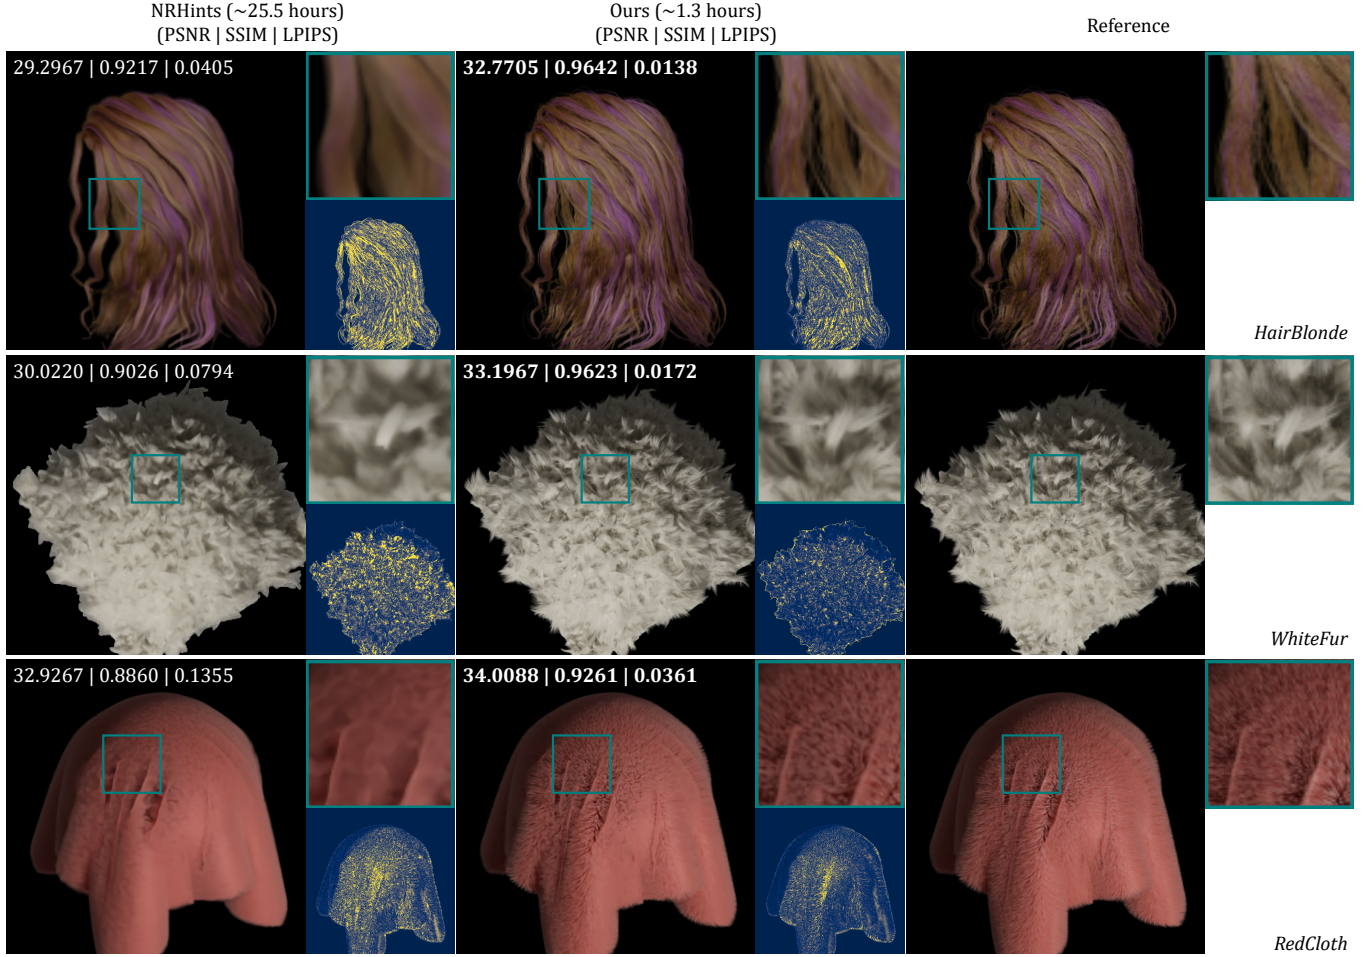 NRHints (~25.5 hours)
(PSNR | SSIM | LPIPS)
Ours (~1.3 hours)
(PSNR | SSIM | LPIPS)
Reference
29.2967 | 0.9217 | 0.0405
32.7705 | 0.9642 | 0.0138
HairBlonde
30.0220 | 0.9026 | 0.0794
33.1967 | 0.9623 | 0.0172
WhiteFur
32.9267 | 0.8860 | 0.1355
34.0088 | 0.9261 | 0.0361
RedCloth